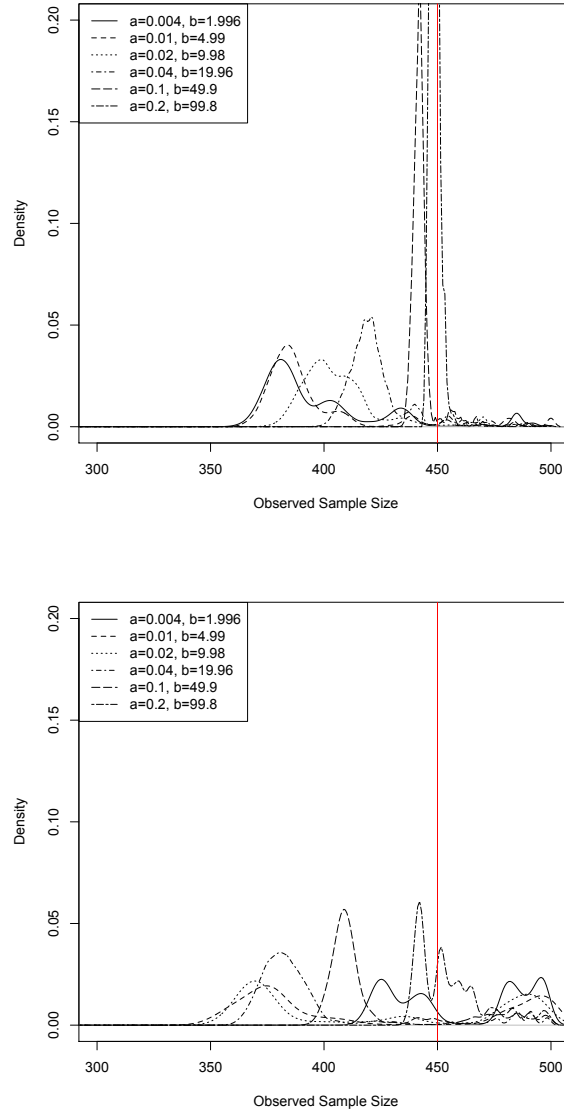 a=0.004, b=1.996
a=0.01, b=4.99
a=0.02, b=9.98
a=0.04, b=19.96
a=0.1, b=49.9
a=0.2, b=99.8
0.20
0.15
0.10
0.05
0.00
Density
300 350 400 450 500
Observed Sample Size
a=0.004, b=1.996
a=0.01, b=4.99
a=0.02, b=9.98
a=0.04, b=19.96
a=0.1, b=49.9
a=0.2, b=99.8
0.20
0.15
0.10
0.05
0.00
Density
300 350 400 450 500
Observed Sample Size